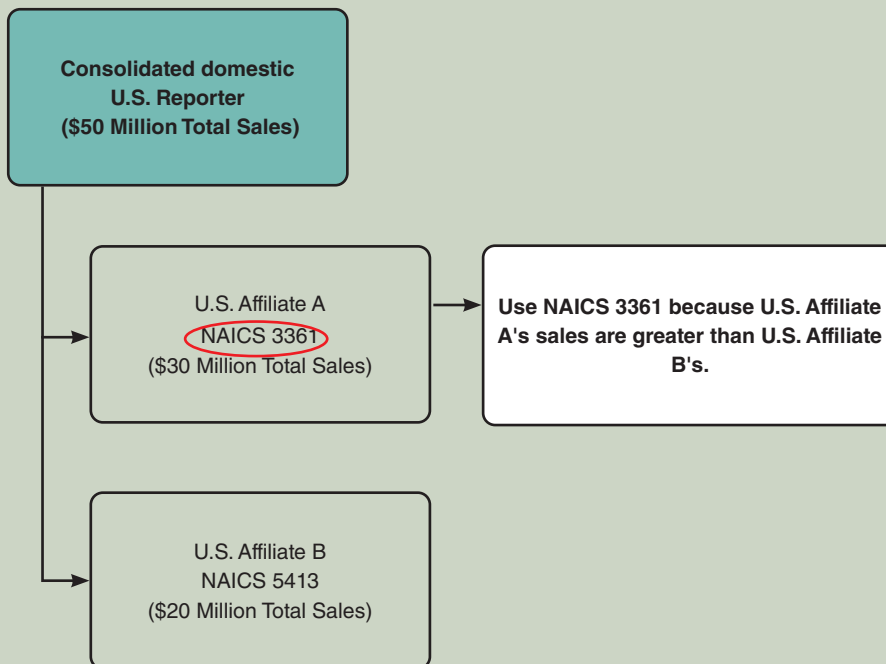 Consolidated domestic
U.S. Reporter
($50 Million Total Sales)
U.S. Affiliate A
NAICS 3361
($30 Million Total Sales)
Use NAICS 3361 because U.S. Affiliate
A's sales are greater than U.S. Affiliate
B's.
U.S. Affiliate B
NAICS 5413
($20 Million Total Sales)